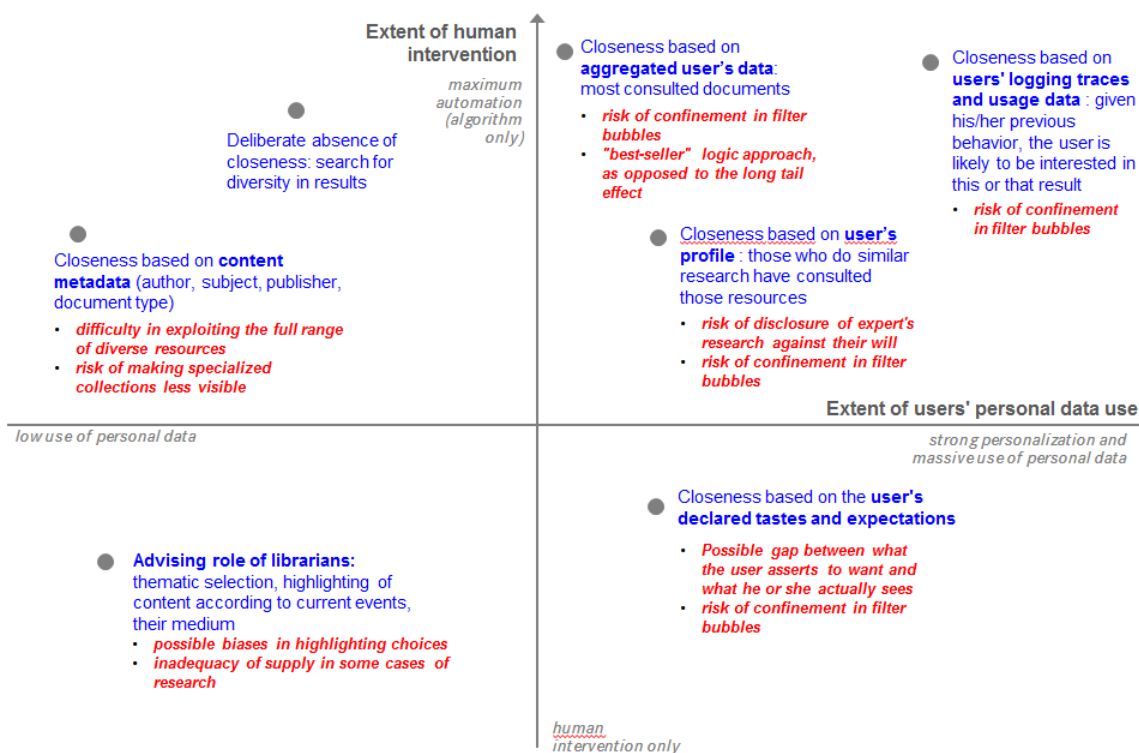 Extent of human
intervention
maximum
automation
(algorithm
only)
Deliberate absence of
closeness: search for
diversity in results
Closeness based on content
metadata (author, subject, publisher,
document type)
• difficulty in exploiting the full range
of diverse resources
• risk of making specialized
collections less visible
Closeness based on
aggregated user's data:
most consulted documents
• risk of confinement in filter
bubbles
• "best-seller" logic approach,
as opposed to the long tail
effect
Closeness based on
users' logging traces
and usage data : given
his/her previous
behavior, the user is
likely to be interested in
this or that result
• risk of confinement
in filter bubbles
Closeness based on user's
profile : those who do similar
research have consulted
those resources
• risk of disclosure of expert's
research against their will
• risk of confinement in filter
bubbles
Extent of users' personal data use
low use of personal data
strong personalization and
massive use of personal data
Advising role of librarians:
thematic selection, highlighting of
content according to current events,
their medium
• possible biases in highlighting choices
• inadequacy of supply in some cases of
research
Closeness based on the user's
declared tastes and expectations
• Possible gap between what
the user asserts to want and
what he or she actually sees
• risk of confinement in filter
bubbles
human
intervention only